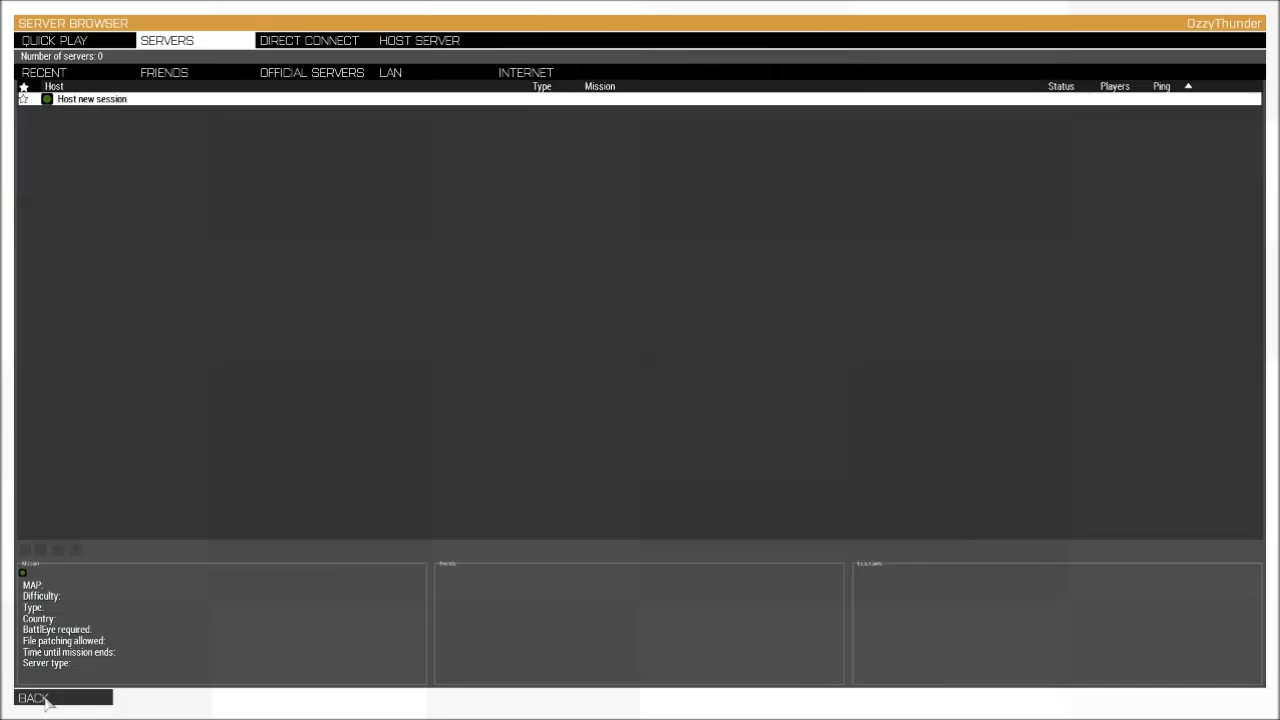 SERVER BROWSER OzzyThunder
QUICK PLAY SERVERS DIRECT CONNECT HOST SERVER
Number of servers: 0
RECENT FRIENDS OFFICIAL SERVERS LAN INTERNET
Host Type Mission Status Players Ping
Host new session
Mission Friends
MAP:
Difficulty:
Type:
Country:
BattlEye required:
File patching allowed:
Time until mission ends:
Server type:
BACK